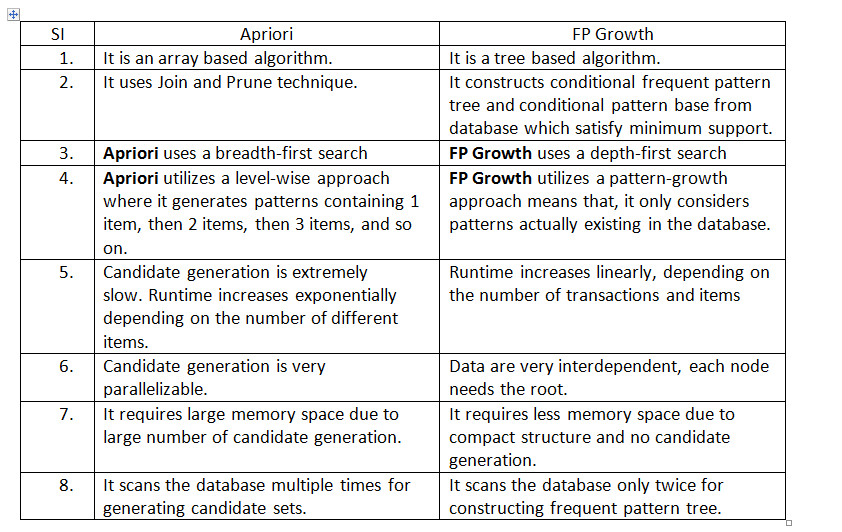 Sl Apriori FP Growth
1. It is an array based algorithm. It is a tree based algorithm.
2. It uses Join and Prune technique. It constructs conditional frequent pattern
tree and conditional pattern base from
database which satisfy minimum support.
3. Apriori uses a breadth-first search FP Growth uses a depth-first search
4. Apriori utilizes a level-wise approach FP Growth utilizes a pattern-growth
where it generates patterns containing 1 approach means that, it only considers
item, then 2 items, then 3 items, and so patterns actually existing in the database.
on.
5. Candidate generation is extremely Runtime increases linearly, depending on
slow. Runtime increases exponentially the number of transactions and items
depending on the number of different
items.
6. Candidate generation is very Data are very interdependent, each node
parallelizable. needs the root.
7. It requires large memory space due to It requires less memory space due to
large number of candidate generation. compact structure and no candidate
generation.
8. It scans the database multiple times for It scans the database only twice for
generating candidate sets. constructing frequent pattern tree.